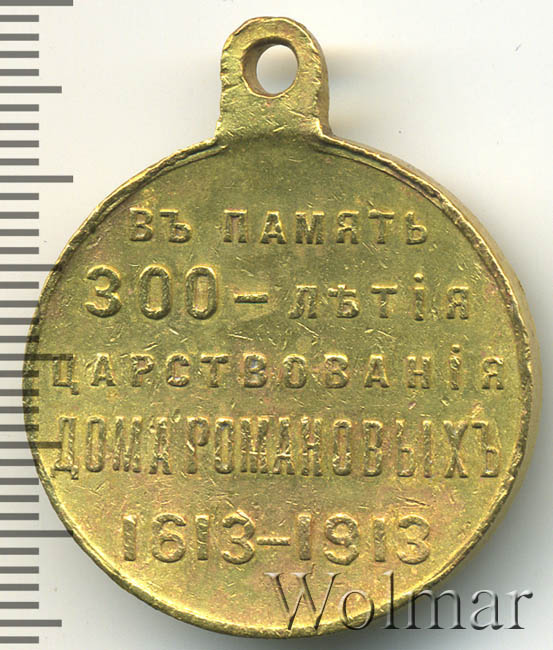 ВЪ ПАМЯТЬ
300-ЛѢТІЯ
ЦАРСТВОВАНІЯ
ДОМА РОМАНОВЫХЪ
1613-1913
Wolmar